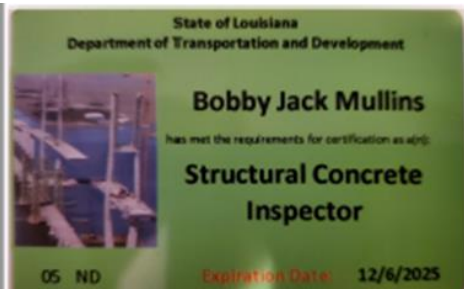 State of Louisiana
Department of Transportation and Development
Bobby Jack Mullins
has met the requirements for certification as a(n):
Structural Concrete
Inspector
05 ND Expiration Date: 12/6/2025